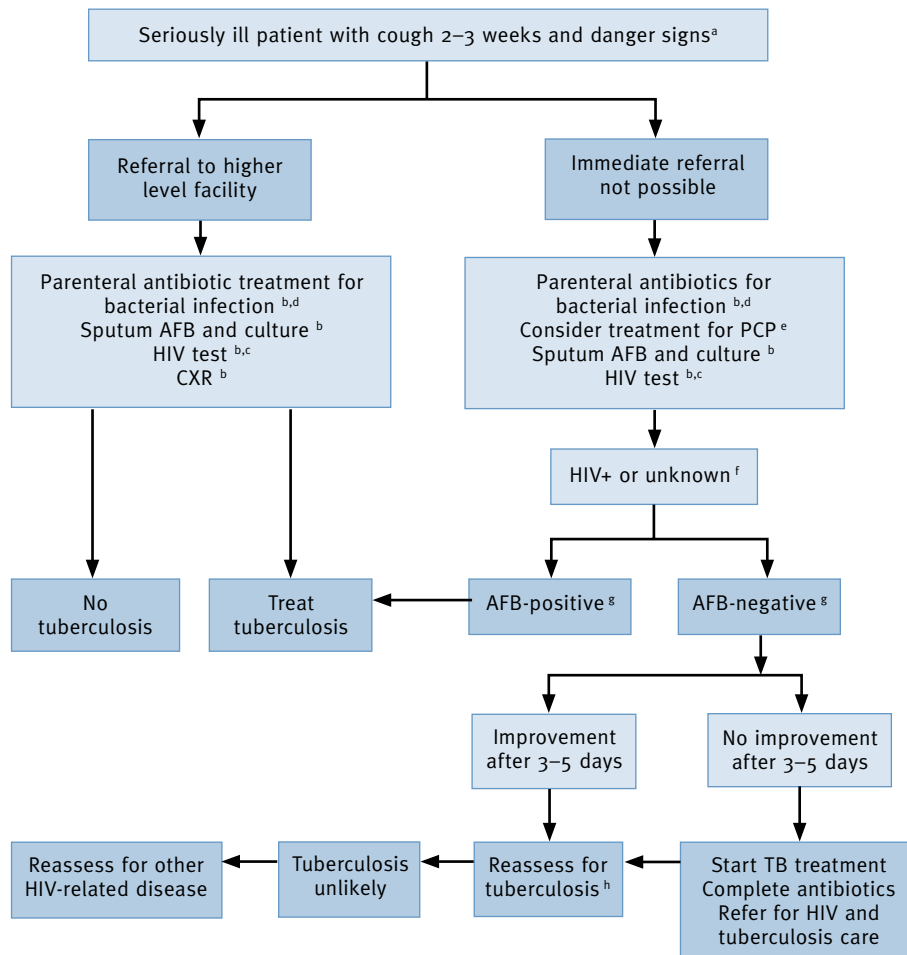 Seriously ill patient with cough 2–3 weeks and danger signs a
Referral to higher
level facility
Immediate referral
not possible
Parenteral antibiotic treatment for
bacterial infection b,d
Sputum AFB and culture b
HIV test b,c
CXR b
Parenteral antibiotics for
bacterial infection b,d
Consider treatment for PCP e
Sputum AFB and culture b
HIV test b,c
HIV+ or unknown f
No
tuberculosis
Treat
tuberculosis
AFB-positive g
AFB-negative g
Improvement
after 3–5 days
No improvement
after 3–5 days
Reassess for other
HIV-related disease
Tuberculosis
unlikely
Reassess for
tuberculosis h
Start TB treatment
Complete antibiotics
Refer for HIV and
tuberculosis care